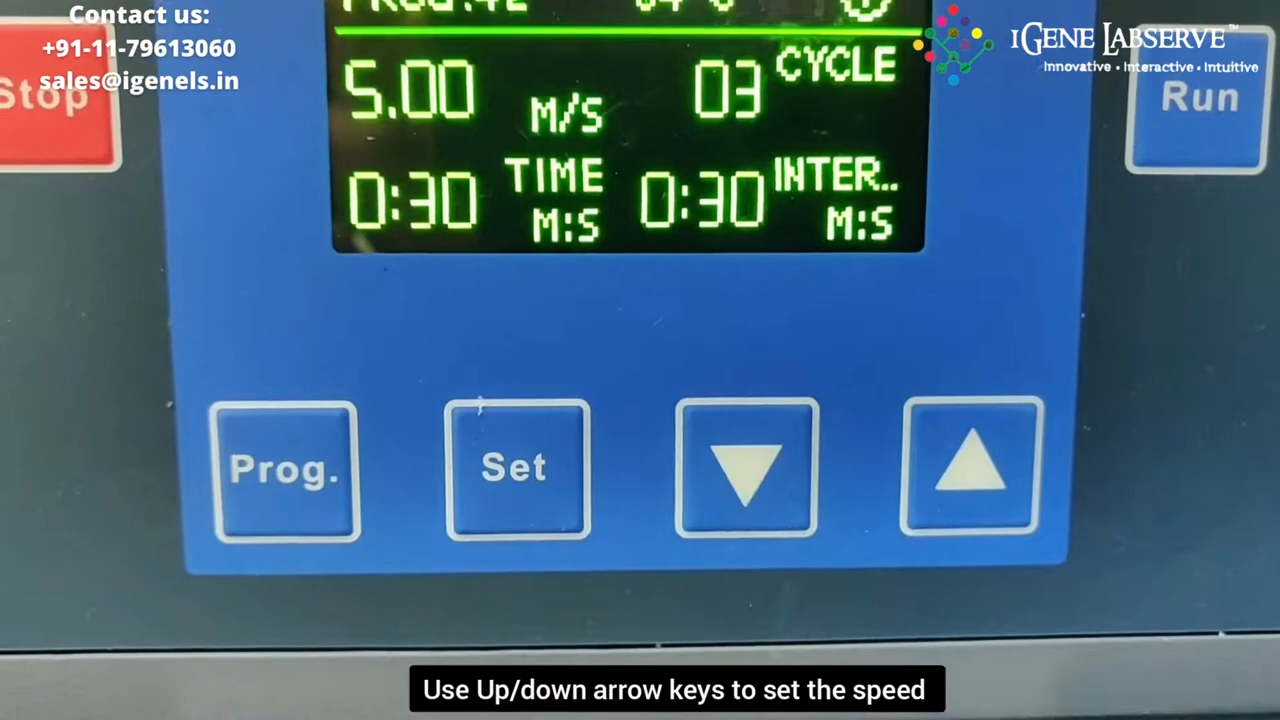 Contact us:
+91-11-79613060
sales@igenels.in
iGene Labserve™
Innovative • Interactive • Intuitive
Stop
Run
5.00 M/S 03 CYCLE
0:30 TIME M:S 0:30 INTER.. M:S
Prog. Set
Use Up/down arrow keys to set the speed